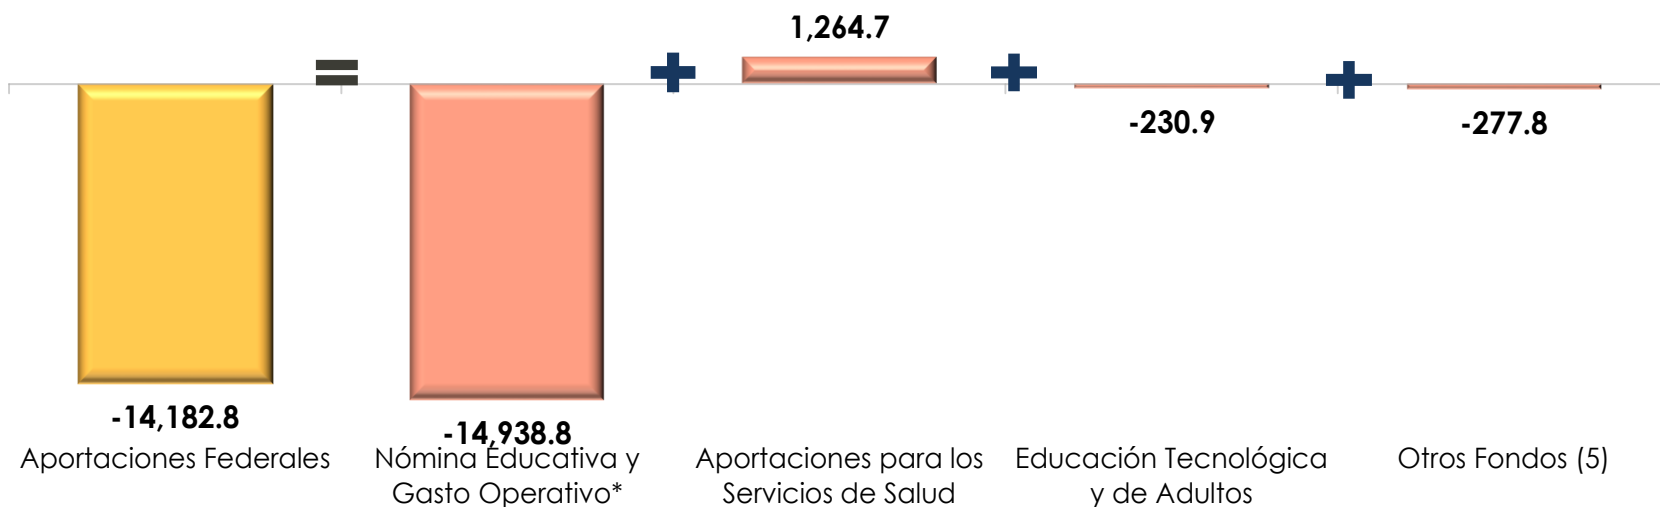 1,264.7
-230.9
-277.8
-14,182.8
-14,938.8
Aportaciones Federales
Nómina Educativa y
Gasto Operativo*
Aportaciones para los
Servicios de Salud
Educación Tecnológica
y de Adultos
Otros Fondos (5)